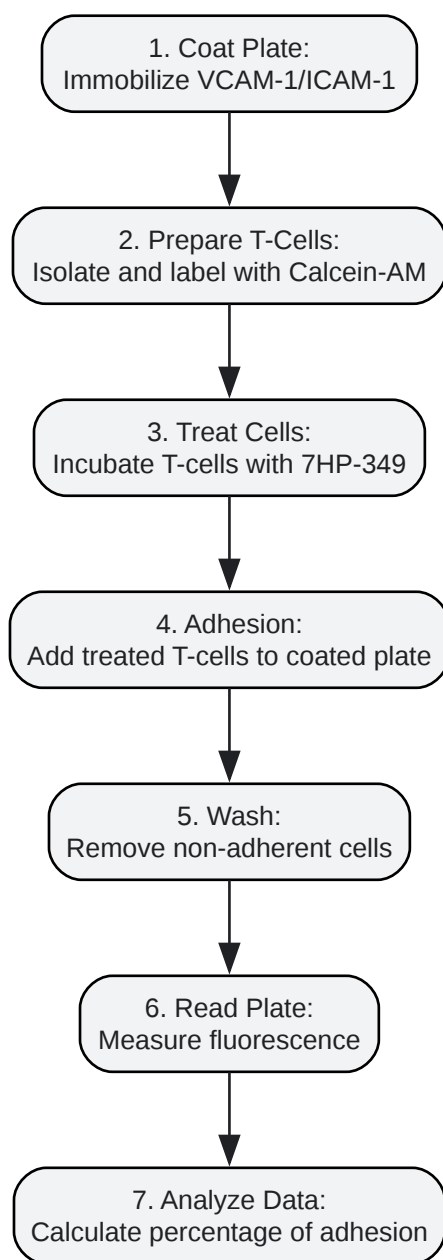 1. Coat Plate:
Immobilize VCAM-1/ICAM-1
2. Prepare T-Cells:
Isolate and label with Calcein-AM
3. Treat Cells:
Incubate T-cells with 7HP-349
4. Adhesion:
Add treated T-cells to coated plate
5. Wash:
Remove non-adherent cells
6. Read Plate:
Measure fluorescence
7. Analyze Data:
Calculate percentage of adhesion